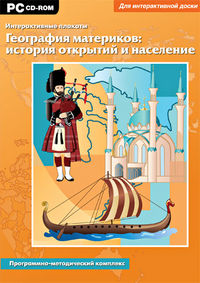 PC CD-ROM
Для интерактивной доски
Интерактивные плакаты
География материков:
история открытий и население
Программно-методический комплекс